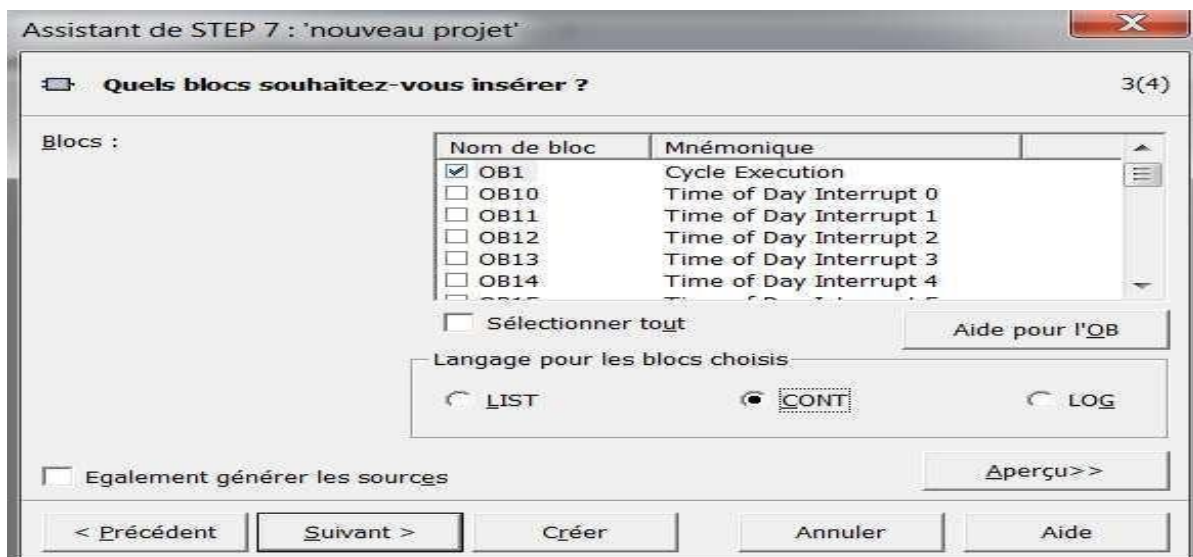 Assistant de STEP 7 : 'nouveau projet'
Quels blocs souhaitez-vous insérer ? 3(4)
Blocs :
Nom de bloc Mnémonique
OB1 Cycle Execution
OB10 Time of Day Interrupt 0
OB11 Time of Day Interrupt 1
OB12 Time of Day Interrupt 2
OB13 Time of Day Interrupt 3
OB14 Time of Day Interrupt 4
Sélectionner tout
Aide pour l'OB
Langage pour les blocs choisis
LIST CONT LOG
Egalement générer les sources
Aperçu>>
< Précédent Suivant > Créer Annuler Aide